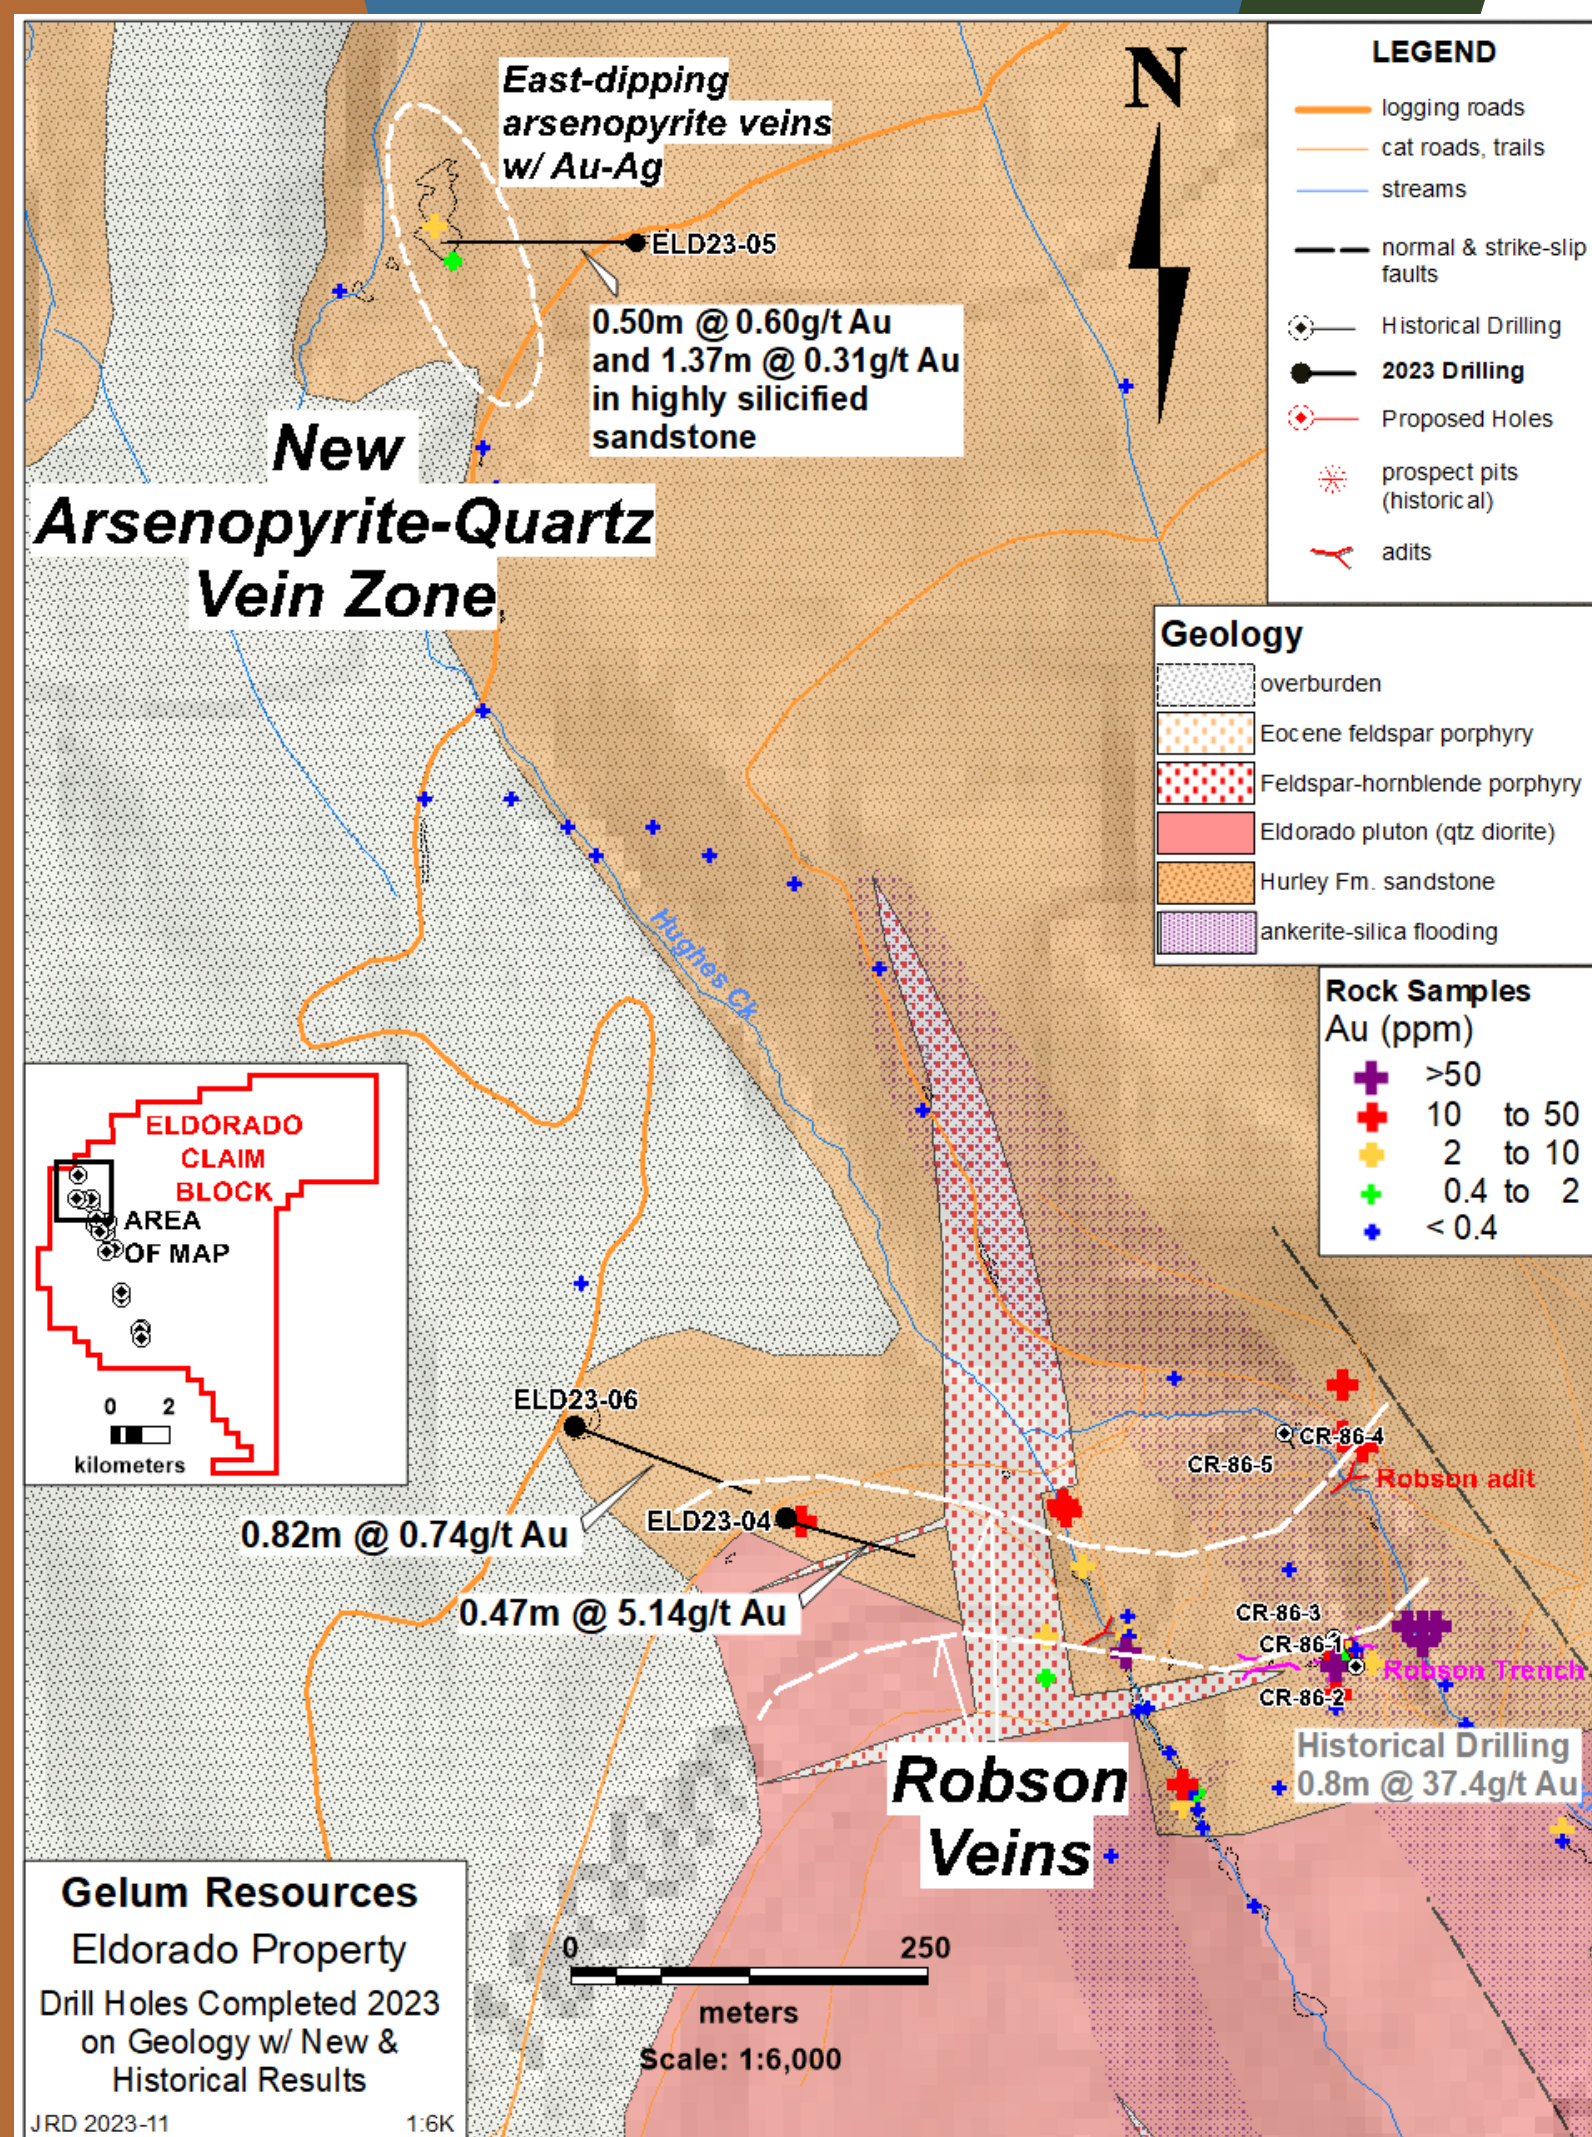 East-dipping
arsenopyrite veins
w/ Au-Ag
N
ELD23-05
0.50m @ 0.60g/t Au
and 1.37m @ 0.31g/t Au
in highly silicified
sandstone
New
Arsenopyrite-Quartz
Vein Zone
LEGEND
logging roads
cat roads, trails
streams
normal & strike-slip
faults
Historical Drilling
2023 Drilling
Proposed Holes
prospect pits
(historical)
adits
Geology
overburden
Eocene feldspar porphyry
Feldspar-hornblende porphyry
Eldorado pluton (qtz diorite)
Hurley Fm. sandstone
ankerite-silica flooding
Rock Samples
Au (ppm)
>50
10 to 50
2 to 10
0.4 to 2
< 0.4
Hughes Ck
ELDORADO
CLAIM
BLOCK
AREA
OF MAP
0 2
kilometers
ELD23-06
0.82m @ 0.74g/t Au
ELD23-04
0.47m @ 5.14g/t Au
CR-86-4
CR-86-5
Robson adit
CR-86-3
CR-86-1
Robson Trench
CR-86-2
Historical Drilling
0.8m @ 37.4g/t Au
Robson
Veins
0 250
meters
Scale: 1:6,000
Gelum Resources
Eldorado Property
Drill Holes Completed 2023
on Geology w/ New &
Historical Results
JRD 2023-11 1:6K